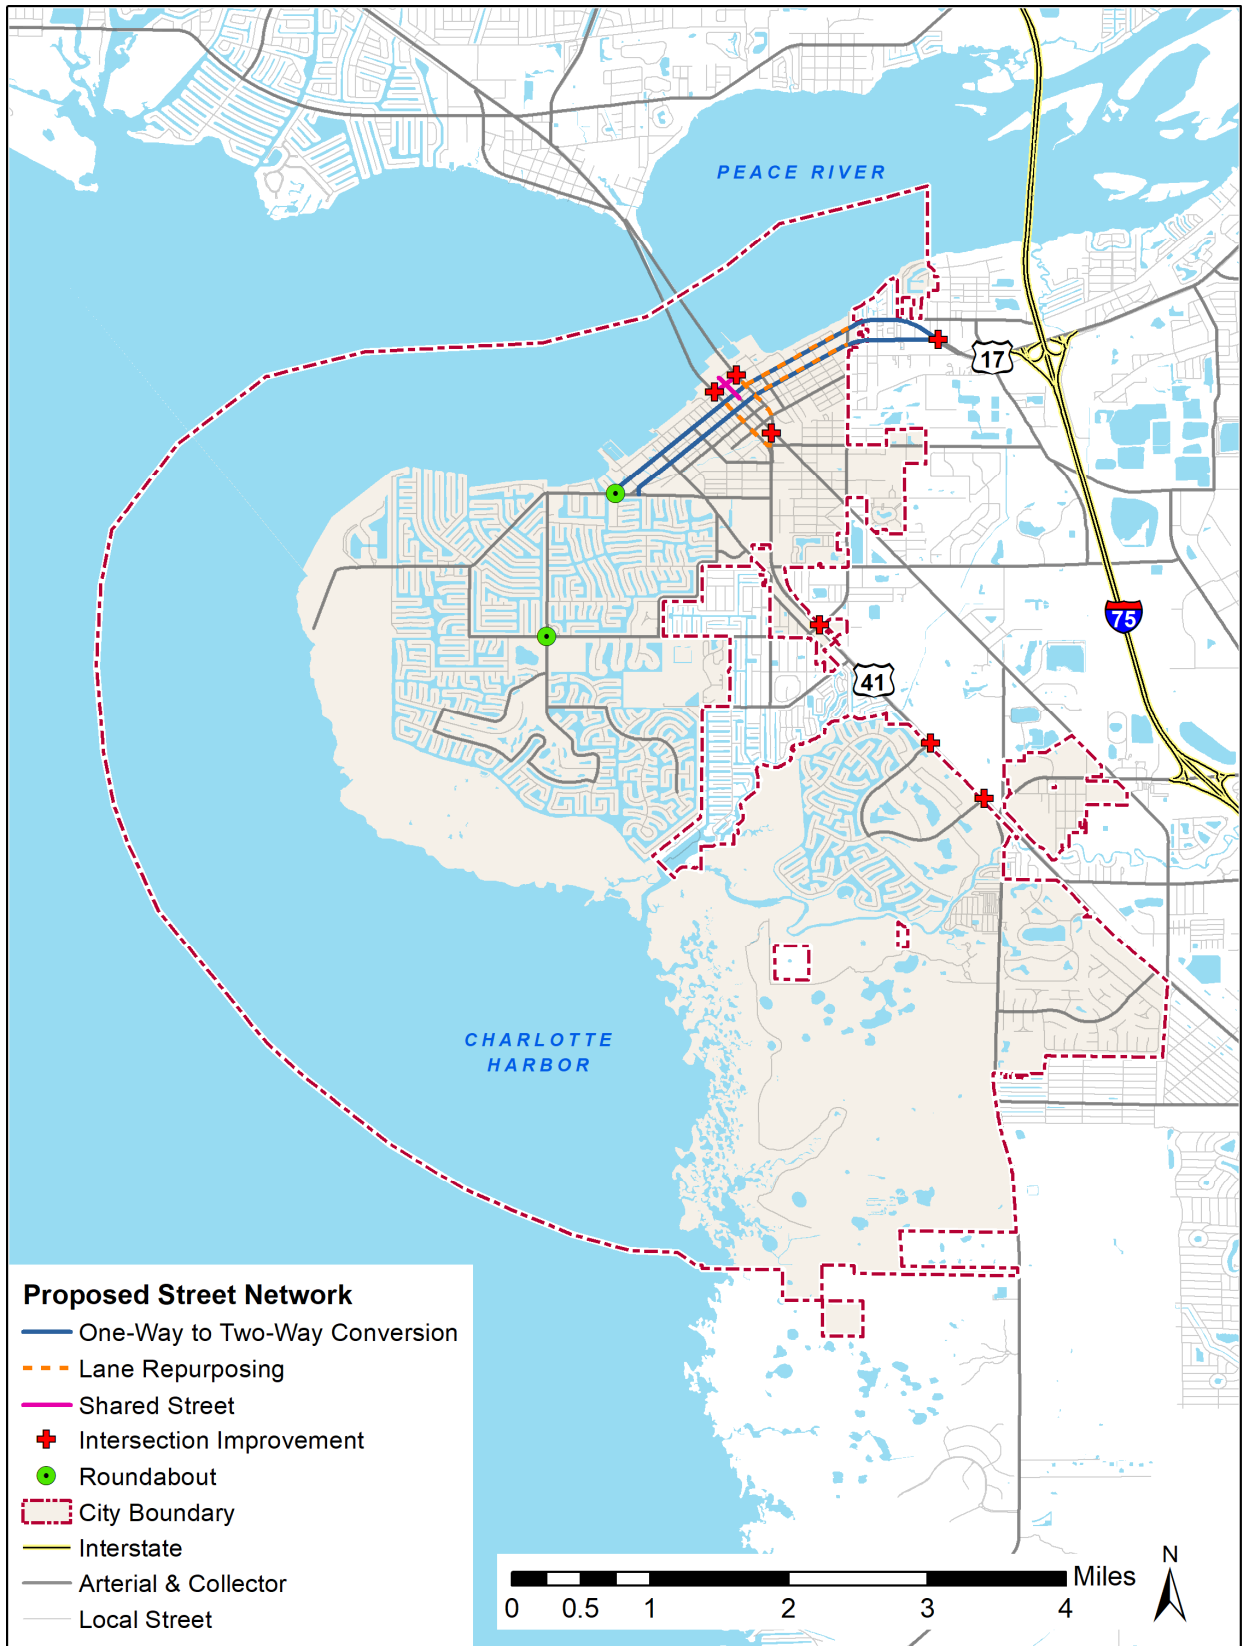 PEACE RIVER
17
75
41
CHARLOTTE
HARBOR
Proposed Street Network
One-Way to Two-Way Conversion
Lane Repurposing
Shared Street
Intersection Improvement
Roundabout
City Boundary
Interstate
Arterial & Collector
Local Street
Miles
0 0.5 1 2 3 4
N